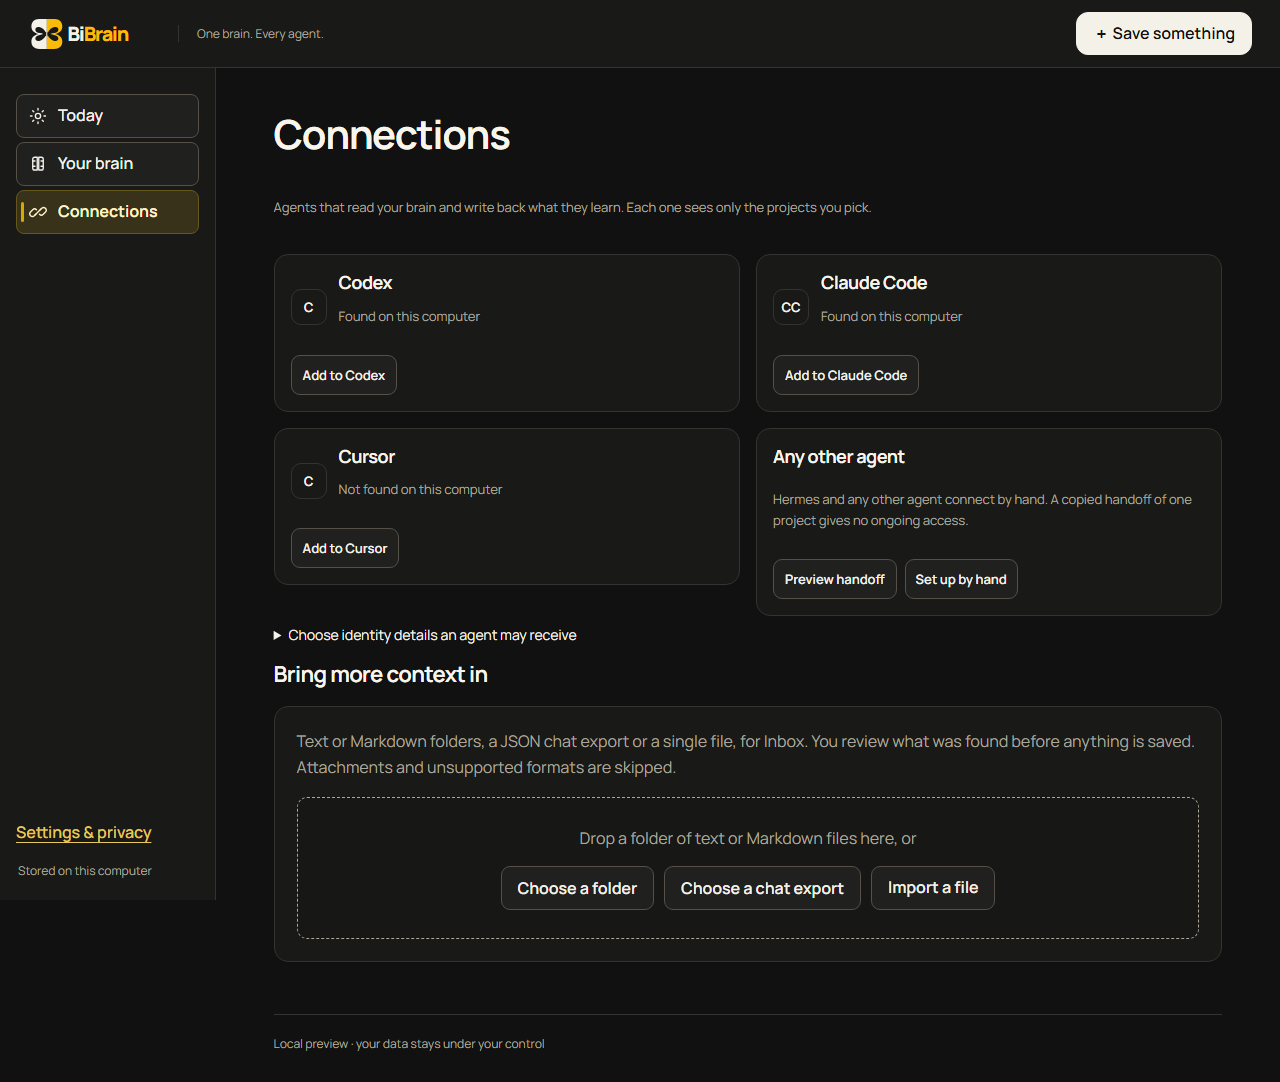 BiBrain
One brain. Every agent.
+ Save something
Today
Your brain
Connections
Settings & privacy
Stored on this computer
Connections
Agents that read your brain and write back what they learn. Each one sees only the projects you pick.
C
Codex
Found on this computer
Add to Codex
CC
Claude Code
Found on this computer
Add to Claude Code
C
Cursor
Not found on this computer
Add to Cursor
Any other agent
Hermes and any other agent connect by hand. A copied handoff of one
project gives no ongoing access.
Preview handoff
Set up by hand
Choose identity details an agent may receive
Bring more context in
Text or Markdown folders, a JSON chat export or a single file, for Inbox. You review what was found before anything is saved.
Attachments and unsupported formats are skipped.
Drop a folder of text or Markdown files here, or
Choose a folder
Choose a chat export
Import a file
Local preview · your data stays under your control